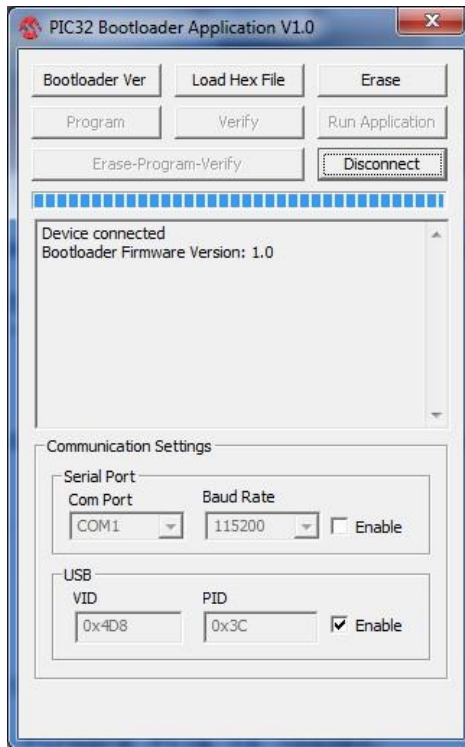 PIC32 Bootloader Application V1.0
Bootloader Ver Load Hex File Erase
Program Verify Run Application
Erase-Program-Verify Disconnect
Device connected
Bootloader Firmware Version: 1.0
Communication Settings
Serial Port
Com Port Baud Rate
COM1 115200 Enable
USB
VID PID
0x4D8 0x3C Enable